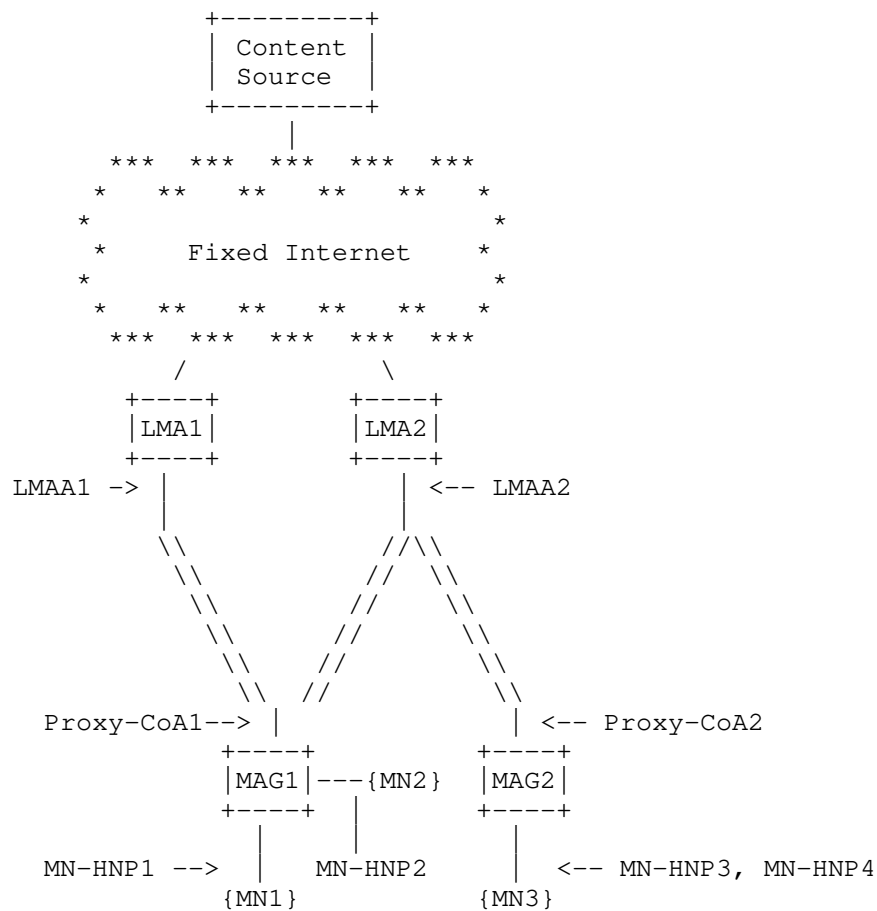 Content
Source
Fixed Internet
LMA1 LMA2
LMAA1 -> <-- LMAA2
Proxy-CoA1--> <-- Proxy-CoA2
MAG1 ---{MN2} MAG2
MN-HNP1 --> MN-HNP2 <-- MN-HNP3, MN-HNP4
{MN1} {MN3}